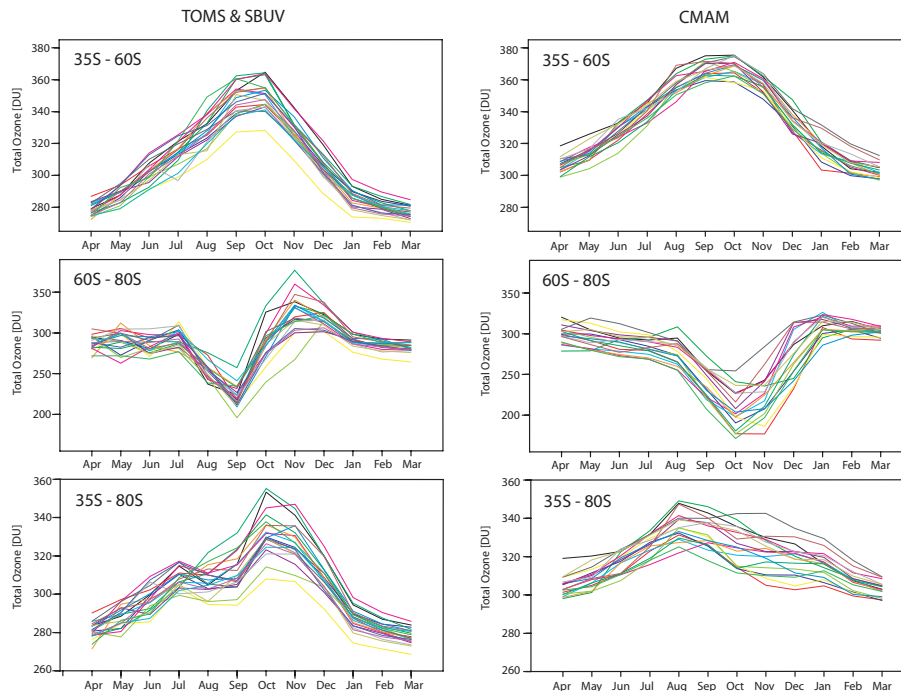 TOMS & SBUV
CMAM
35S - 60S
Total Ozone [DU]
380
360
340
320
300
280
Apr May Jun Jul Aug Sep Oct Nov Dec Jan Feb Mar
35S - 60S
Total Ozone [DU]
380
360
340
320
300
280
Apr May Jun Jul Aug Sep Oct Nov Dec Jan Feb Mar
60S - 80S
Total Ozone [DU]
350
300
250
200
Apr May Jun Jul Aug Sep Oct Nov Dec Jan Feb Mar
60S - 80S
Total Ozone [DU]
350
300
250
200
Apr May Jun Jul Aug Sep Oct Nov Dec Jan Feb Mar
35S - 80S
Total Ozone [DU]
360
340
320
300
280
260
Apr May Jun Jul Aug Sep Oct Nov Dec Jan Feb Mar
35S - 80S
Total Ozone [DU]
360
340
320
300
280
260
Apr May Jun Jul Aug Sep Oct Nov Dec Jan Feb Mar